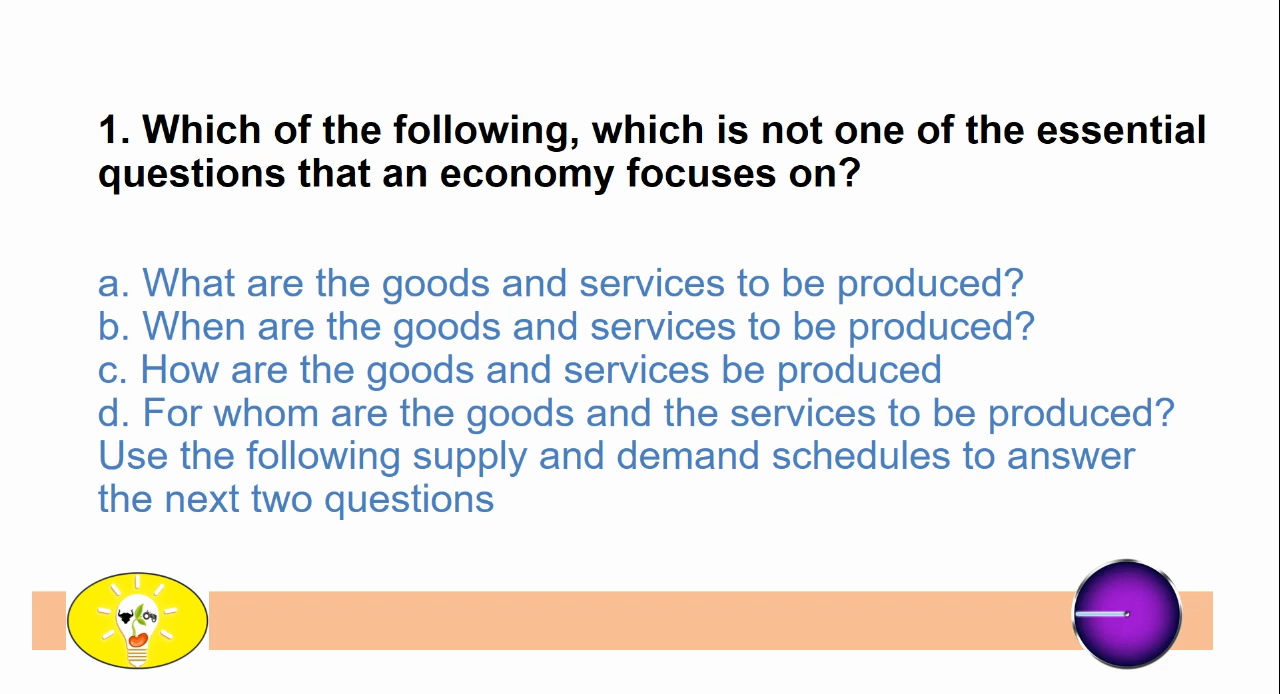 1. Which of the following, which is not one of the essential
questions that an economy focuses on?
a. What are the goods and services to be produced?
b. When are the goods and services to be produced?
c. How are the goods and services be produced
d. For whom are the goods and the services to be produced?
Use the following supply and demand schedules to answer
the next two questions